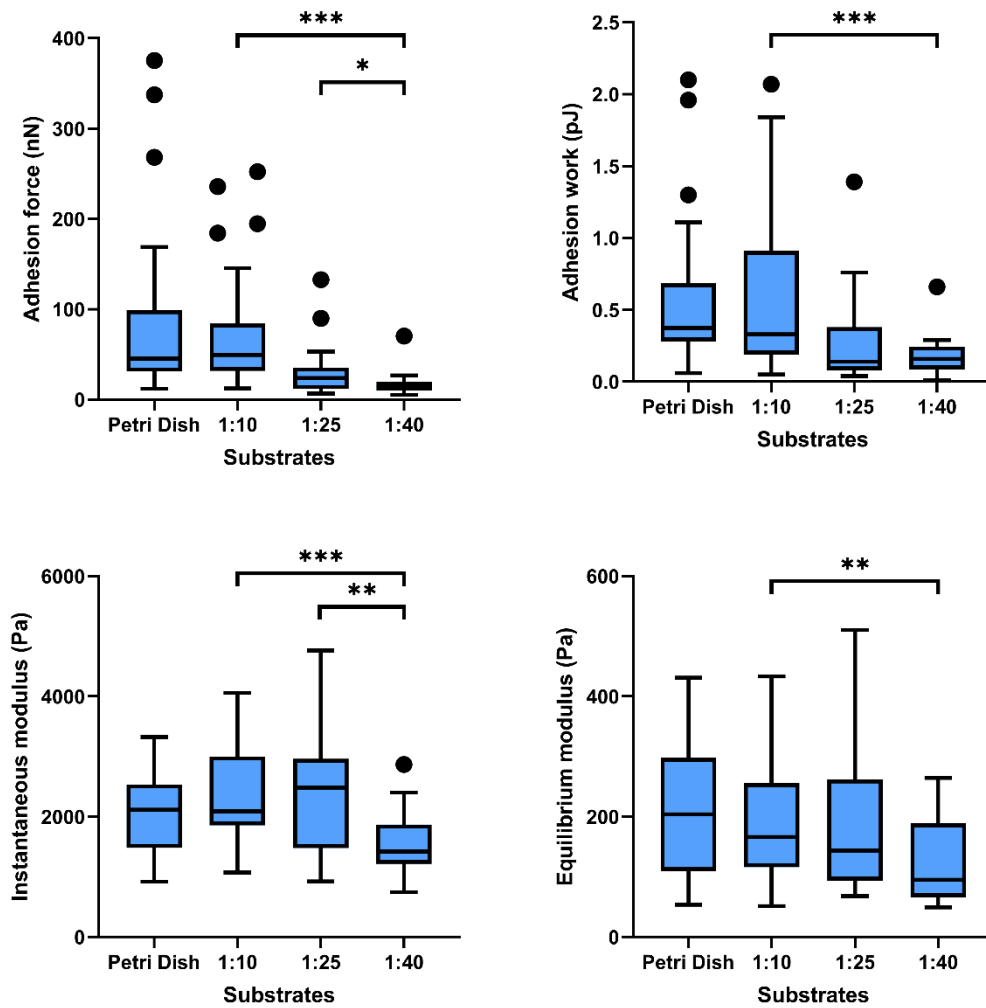 ***
*
400
300
200
100
0
Adhesion force (nN)
Petri Dish 1:10 1:25 1:40
Substrates
***
2.5
2.0
1.5
1.0
0.5
0.0
Adhesion work (pJ)
Petri Dish 1:10 1:25 1:40
Substrates
***
**
6000
4000
2000
0
Instantaneous modulus (Pa)
Petri Dish 1:10 1:25 1:40
Substrates
**
600
400
200
0
Equilibrium modulus (Pa)
Petri Dish 1:10 1:25 1:40
Substrates